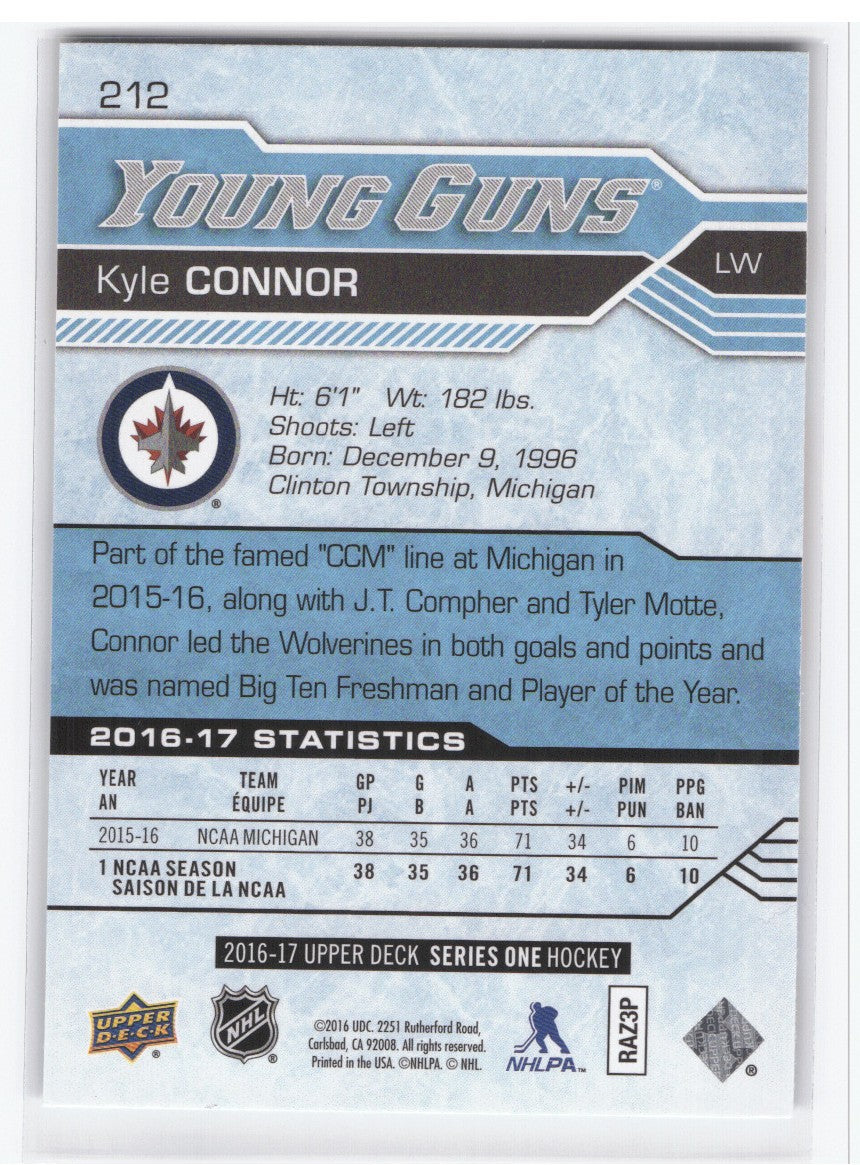 212
YOUNG GUNS®
Kyle CONNOR
LW
Ht: 6'1" Wt: 182 lbs.
Shoots: Left
Born: December 9, 1996
Clinton Township, Michigan
®
Part of the famed "CCM" line at Michigan in
2015-16, along with J.T. Compher and Tyler Motte,
Connor led the Wolverines in both goals and points and
was named Big Ten Freshman and Player of the Year.
2016-17 STATISTICS
YEAR TEAM GP G A PTS +/- PIM PPG
AN ÉQUIPE PJ B A PTS +/- PUN BAN
2015-16 NCAA MICHIGAN 38 35 36 71 34 6 10
1 NCAA SEASON 38 35 36 71 34 6 10
SAISON DE LA NCAA
2016-17 UPPER DECK SERIES ONE HOCKEY
UPPER
D·E·C·K
®
NHL
®
©2016 UDC. 2251 Rutherford Road,
Carlsbad, CA 92008. All rights reserved.
Printed in the USA. ©NHLPA. © NHL.
NHLPA™
RAZ3P
®